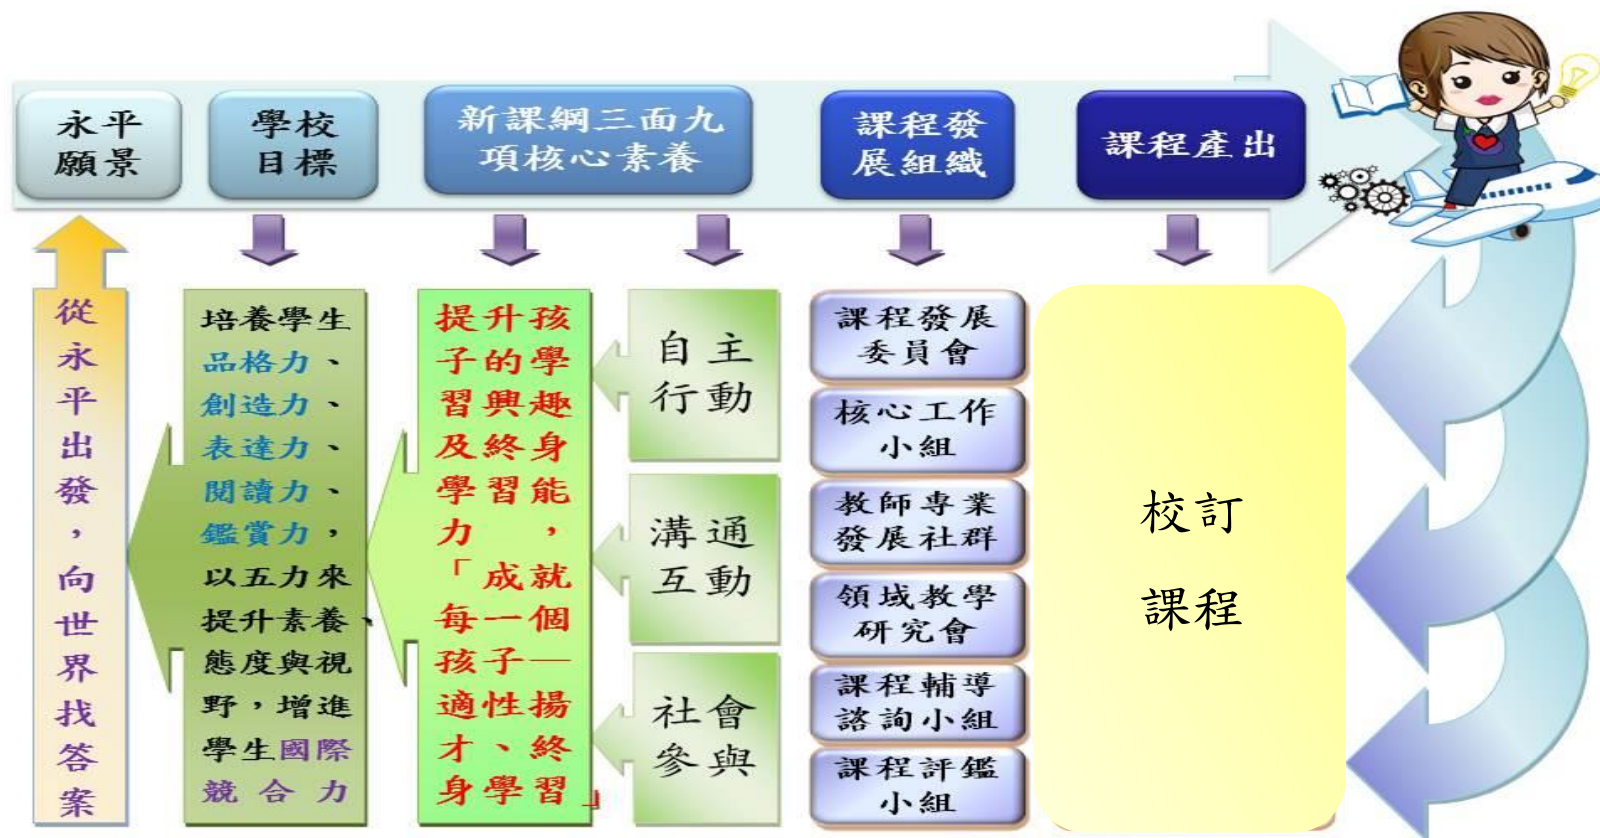 永平
願景
學校
目標
新課綱三面九
項核心素養
課程發
展組織
課程產出
從
永
平
出
發
，
向
世
界
找
答
案
培養學生
品格力、
創造力、
表達力、
閱讀力、
鑑賞力，
以五力來
提升素養、
態度與視
野，增進
學生國際
競合力
提升孩
子的學
習興趣
及終身
學習能
力，
「成就
每一個
孩子—
適性揚
才、終
身學習」
自主
行動
溝通
互動
社會
參與
課程發展
委員會
核心工作
小組
教師專業
發展社群
領域教學
研究會
課程輔導
諮詢小組
課程評鑑
小組
校訂
課程